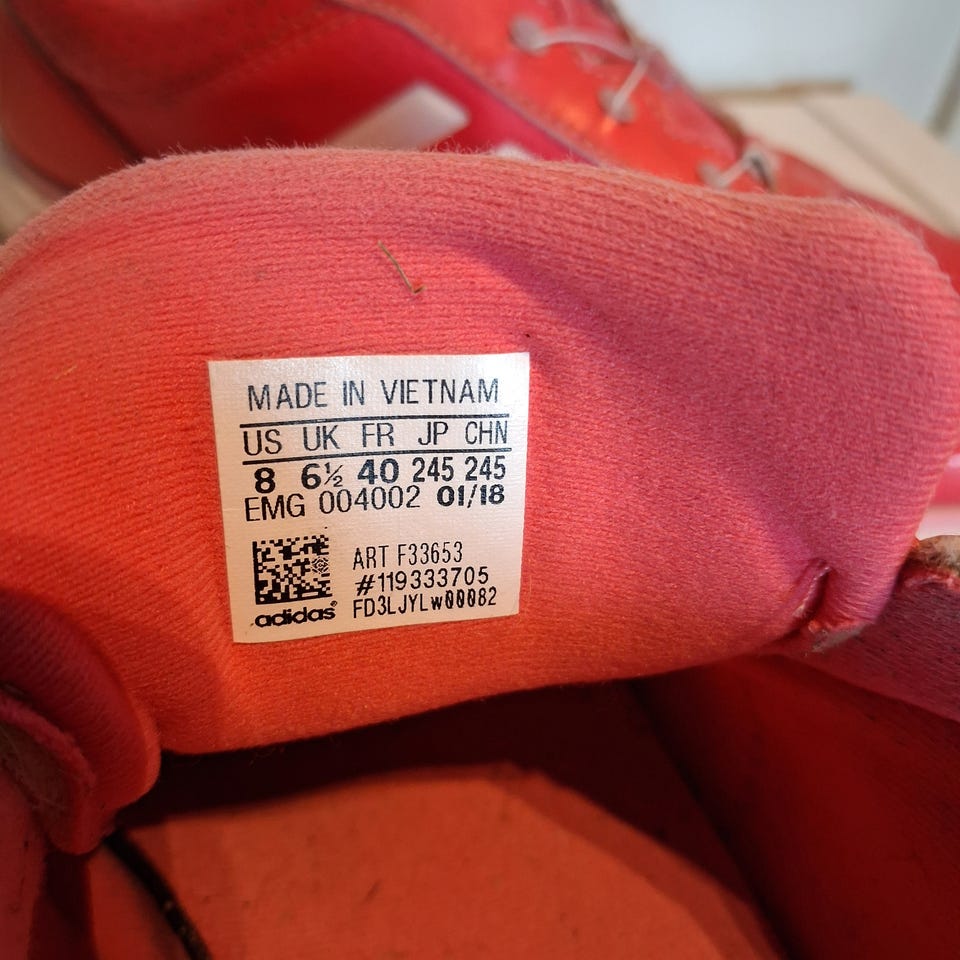 MADE IN VIETNAM
US UK FR JP CHN
8 6½ 40 245 245
EMG 004002 01/18
ART F33653
#119333705
FD3LJYLw00082
adidas®